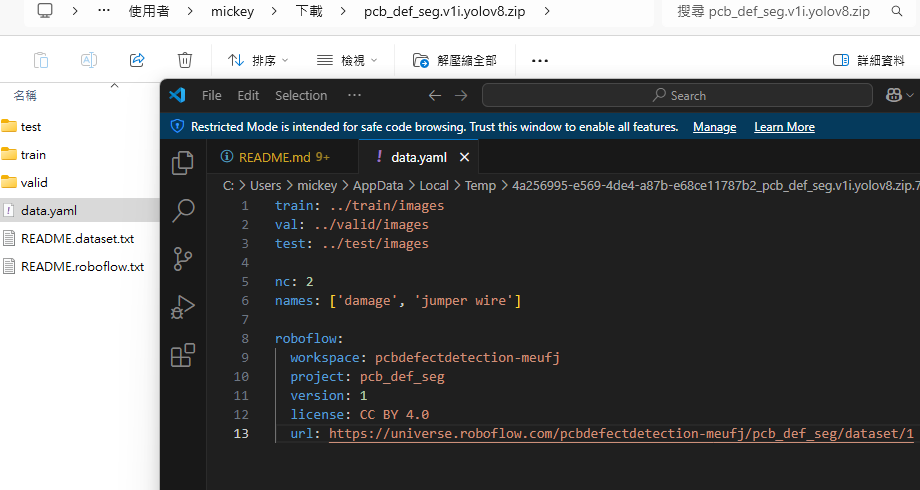 ··· 使用者 mickey 下載 pcb_def_seg.v1i.yolov8.zip 搜尋 pcb_def_seg.v1i.yolov8.zip
排序 檢視 解壓縮全部 ··· 詳細資料
名稱
test
train
valid
data.yaml
README.dataset.txt
README.roboflow.txt
File Edit Selection ··· Search
Restricted Mode is intended for safe code browsing. Trust this window to enable all features. Manage Learn More
README.md 9+ data.yaml
C: > Users > mickey > AppData > Local > Temp > 4a256995-e569-4de4-a87b-e68ce11787b2_pcb_def_seg.v1i.yolov8.zip.7
1 train: ../train/images
2 val: ../valid/images
3 test: ../test/images
4
5 nc: 2
6 names: ['damage', 'jumper wire']
7
8 roboflow:
9 workspace: pcbdefectdetection-meufj
10 project: pcb_def_seg
11 version: 1
12 license: CC BY 4.0
13 url: https://universe.roboflow.com/pcbdefectdetection-meufj/pcb_def_seg/dataset/1